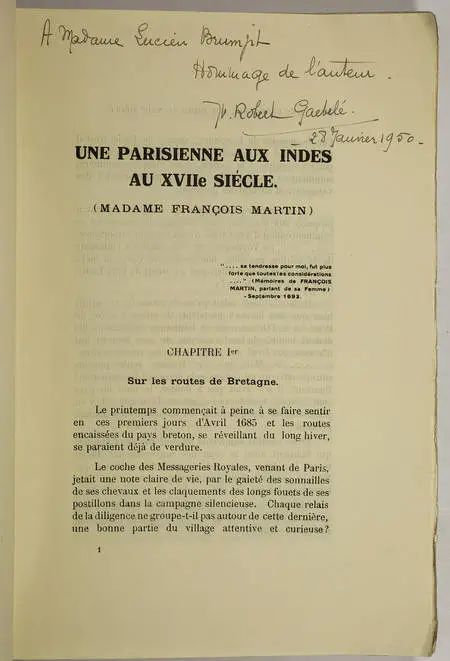 A Madame Lucien Brumpt
Hommage de l'auteur.
Robert Gaebelé.
28 Janvier 1950.
UNE PARISIENNE AUX INDES
AU XVIIe SIÉCLE.
(MADAME FRANÇOIS MARTIN)
".... sa tendresse pour moi, fut plus
forte que toutes les considérations
...." (Mémoires de FRANÇOIS
MARTIN, parlant de sa Femme)
- Septembre 1693.
CHAPITRE Ier
Sur les routes de Bretagne.
Le printemps commençait à peine à se faire sentir
en ces premiers jours d'Avril 1685 et les routes
encaissées du pays breton, se réveillant du long hiver,
se paraient déjà de verdure.
Le coche des Messageries Royales, venant de Paris,
jetait une note claire de vie, par le gaieté des sonnailles
de ses chevaux et les claquements des longs fouets de ses
postillons dans la campagne silencieuse. Chaque relais
de la diligence ne groupe-t-il pas autour de cette dernière,
une bonne partie du village attentive et curieuse?
1